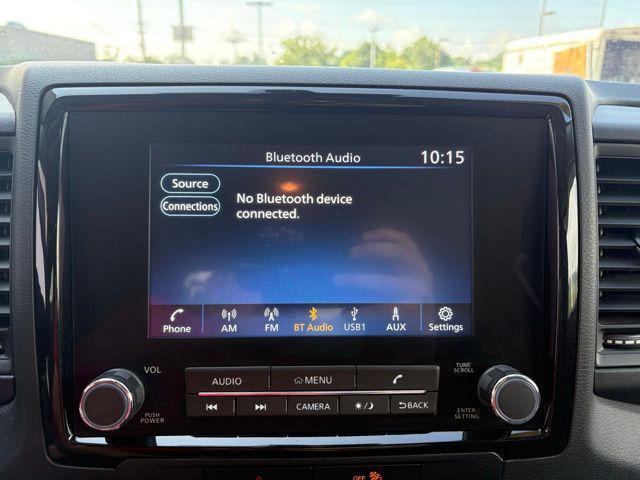 Bluetooth Audio 10:15
Source
Connections
No Bluetooth device
connected.
Phone AM FM BT Audio USB1 AUX Settings
VOL
PUSH
POWER
AUDIO MENU
CAMERA BACK
TUNE
SCROLL
ENTER
SETTING
OFF